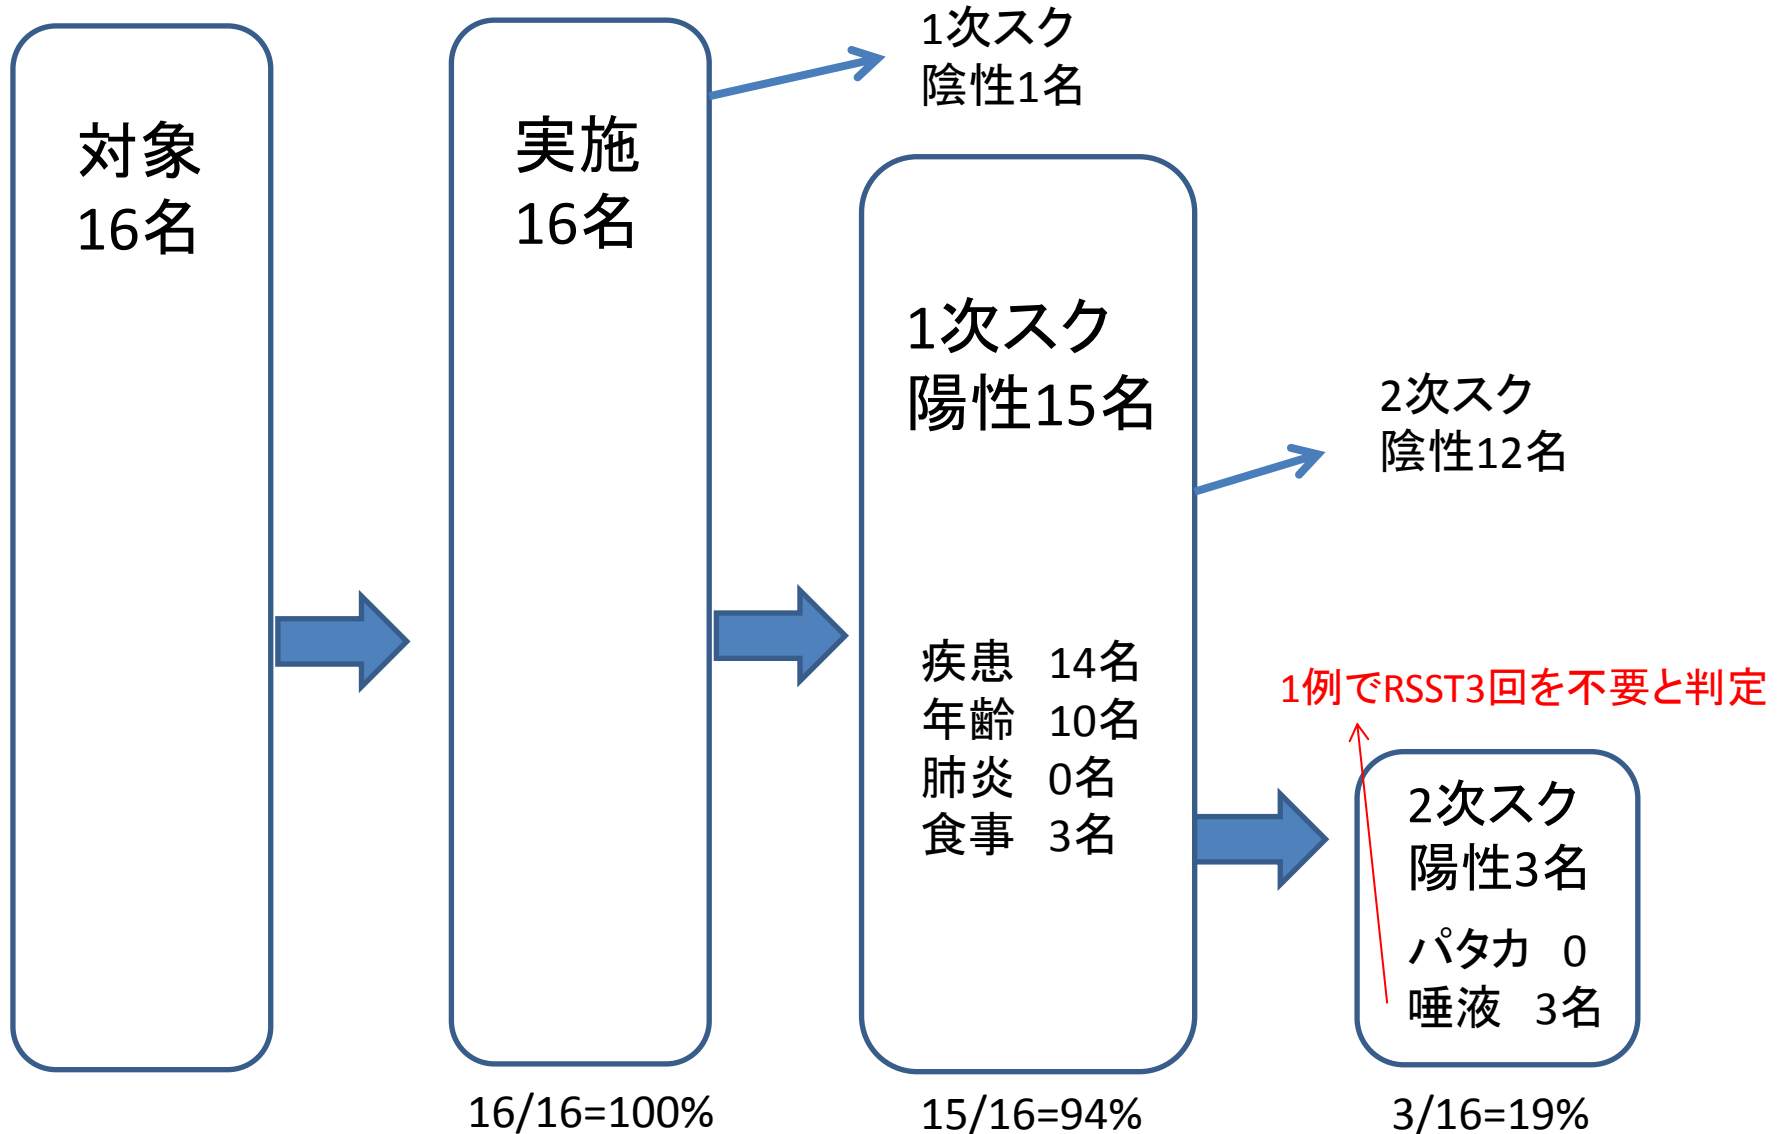 対象
16名
実施
16名
16/16=100%
1次スク
陰性1名
1次スク
陽性15名
疾患 14名
年齢 10名
肺炎 0名
食事 3名
15/16=94%
2次スク
陰性12名
1例でRSST3回を不要と判定
2次スク
陽性3名
パタカ 0
唾液 3名
3/16=19%